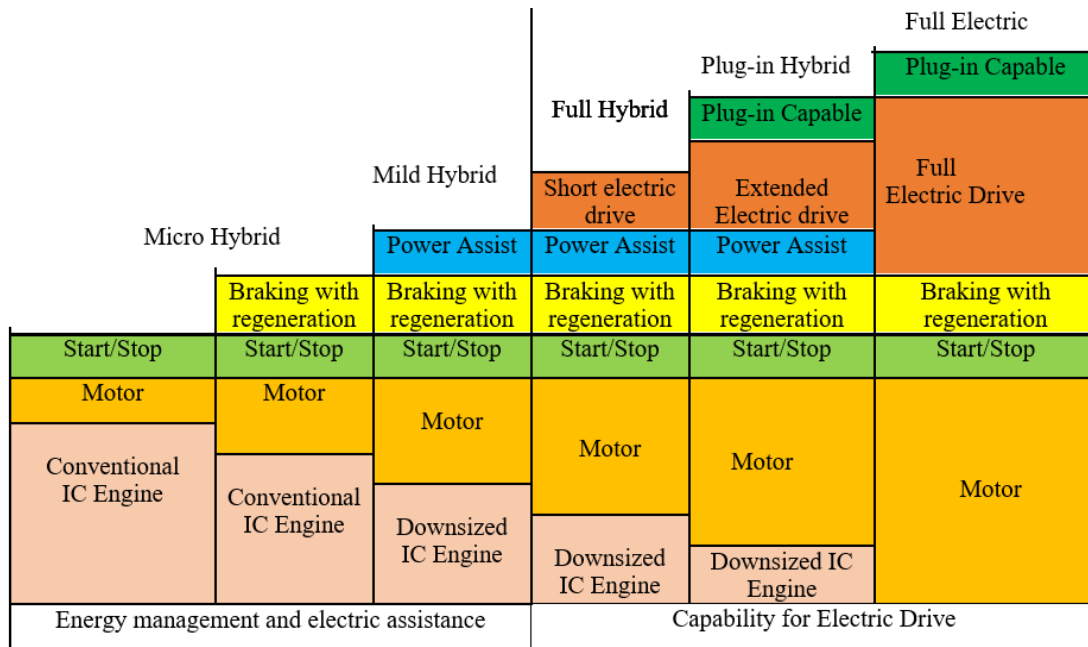 Full Electric
Plug-in Hybrid
Plug-in Capable
Full Hybrid
Plug-in Capable
Mild Hybrid
Short electric
drive
Extended
Electric drive
Full
Electric Drive
Micro Hybrid
Power Assist
Power Assist
Power Assist
Braking with
regeneration
Braking with
regeneration
Braking with
regeneration
Braking with
regeneration
Braking with
regeneration
Start/Stop
Start/Stop
Start/Stop
Start/Stop
Start/Stop
Start/Stop
Motor
Motor
Motor
Motor
Motor
Motor
Conventional
IC Engine
Conventional
IC Engine
Downsized
IC Engine
Downsized
IC Engine
Downsized IC
Engine
Energy management and electric assistance
Capability for Electric Drive